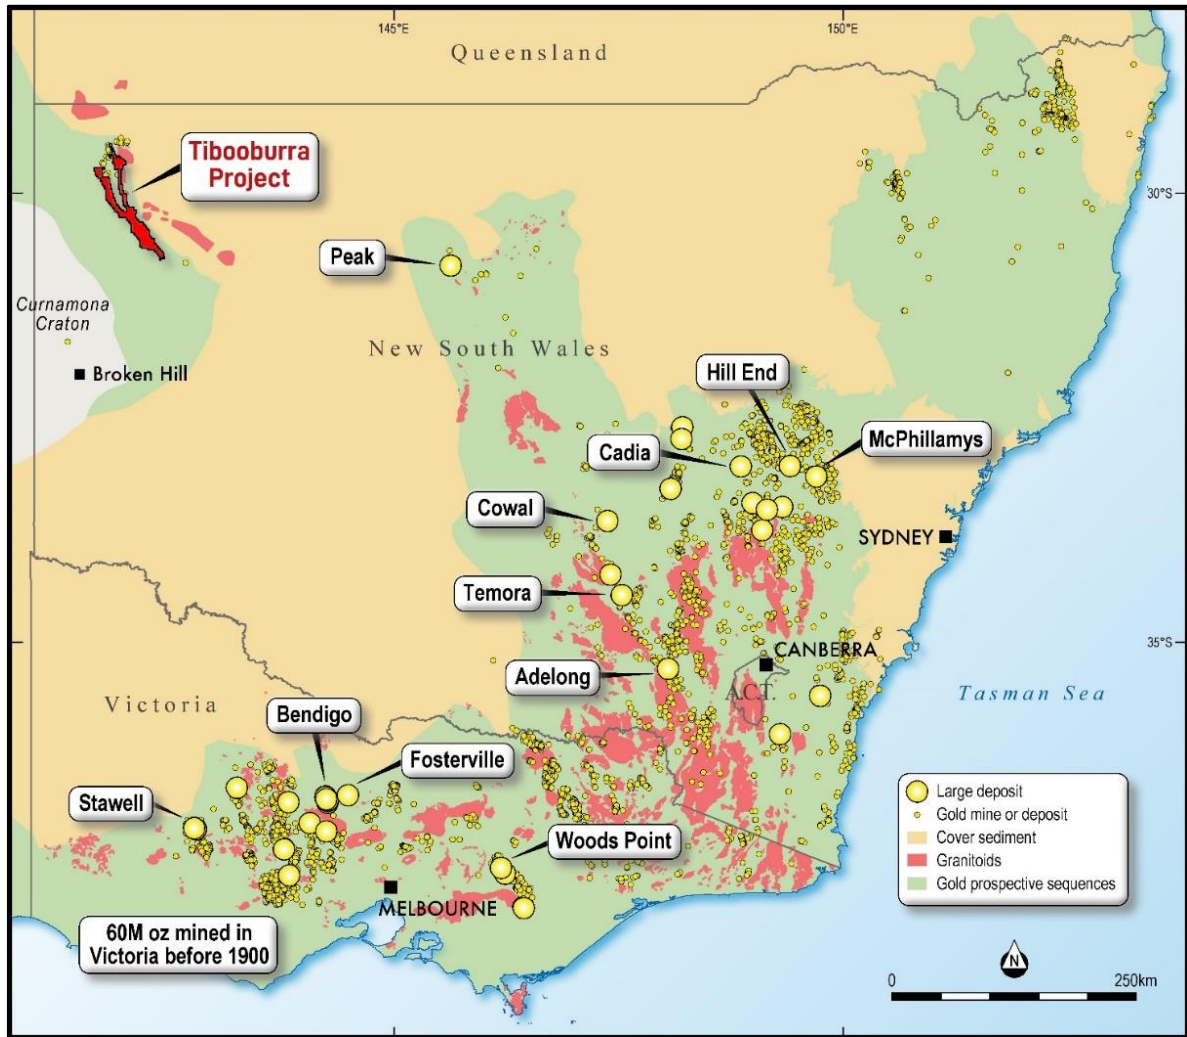 145°E
150°E
Queensland
Tibooburra
Project
30°S
Peak
Curnamona
Craton
New South Wales
Broken Hill
Hill End
McPhillamys
Cadia
Cowal
SYDNEY
Temora
CANBERRA
35°S
Adelong
A.C.T.
Tasman Sea
Victoria
Bendigo
Fosterville
Stawell
Woods Point
MELBOURNE
60M oz mined in
Victoria before 1900
Large deposit
Gold mine or deposit
Cover sediment
Granitoids
Gold prospective sequences
N
0
250km